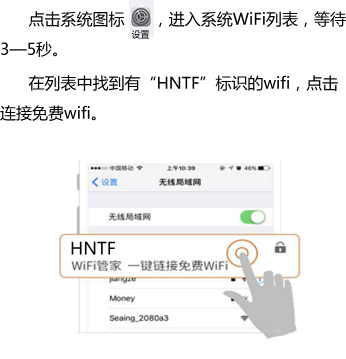 点击系统图标 ，进入系统WiFi列表，等待
设置
3—5秒。
在列表中找到有“HNTF”标识的wifi，点击
连接免费wifi。
中国移动 上午10:39 46%
设置 无线局域网
无线局域网
HNTF
WiFi管家 一键链接免费WiFi
jiangze
Money
Seaing_2080a3